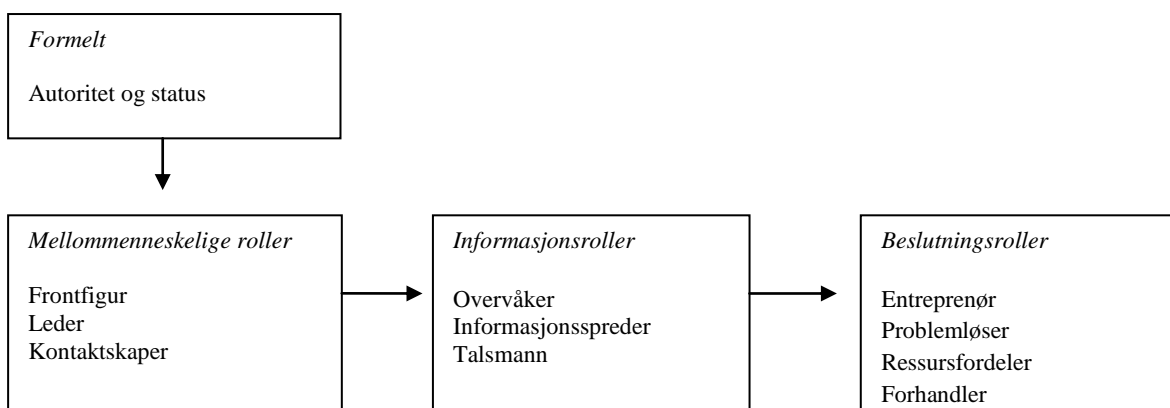 Formelt
Autoritet og status
Mellommenneskelige roller
Frontfigur
Leder
Kontaktskaper
Informasjonsroller
Overvåker
Informasjonsspreder
Talsmann
Beslutningsroller
Entreprenør
Problemløser
Ressursfordeler
Forhandler